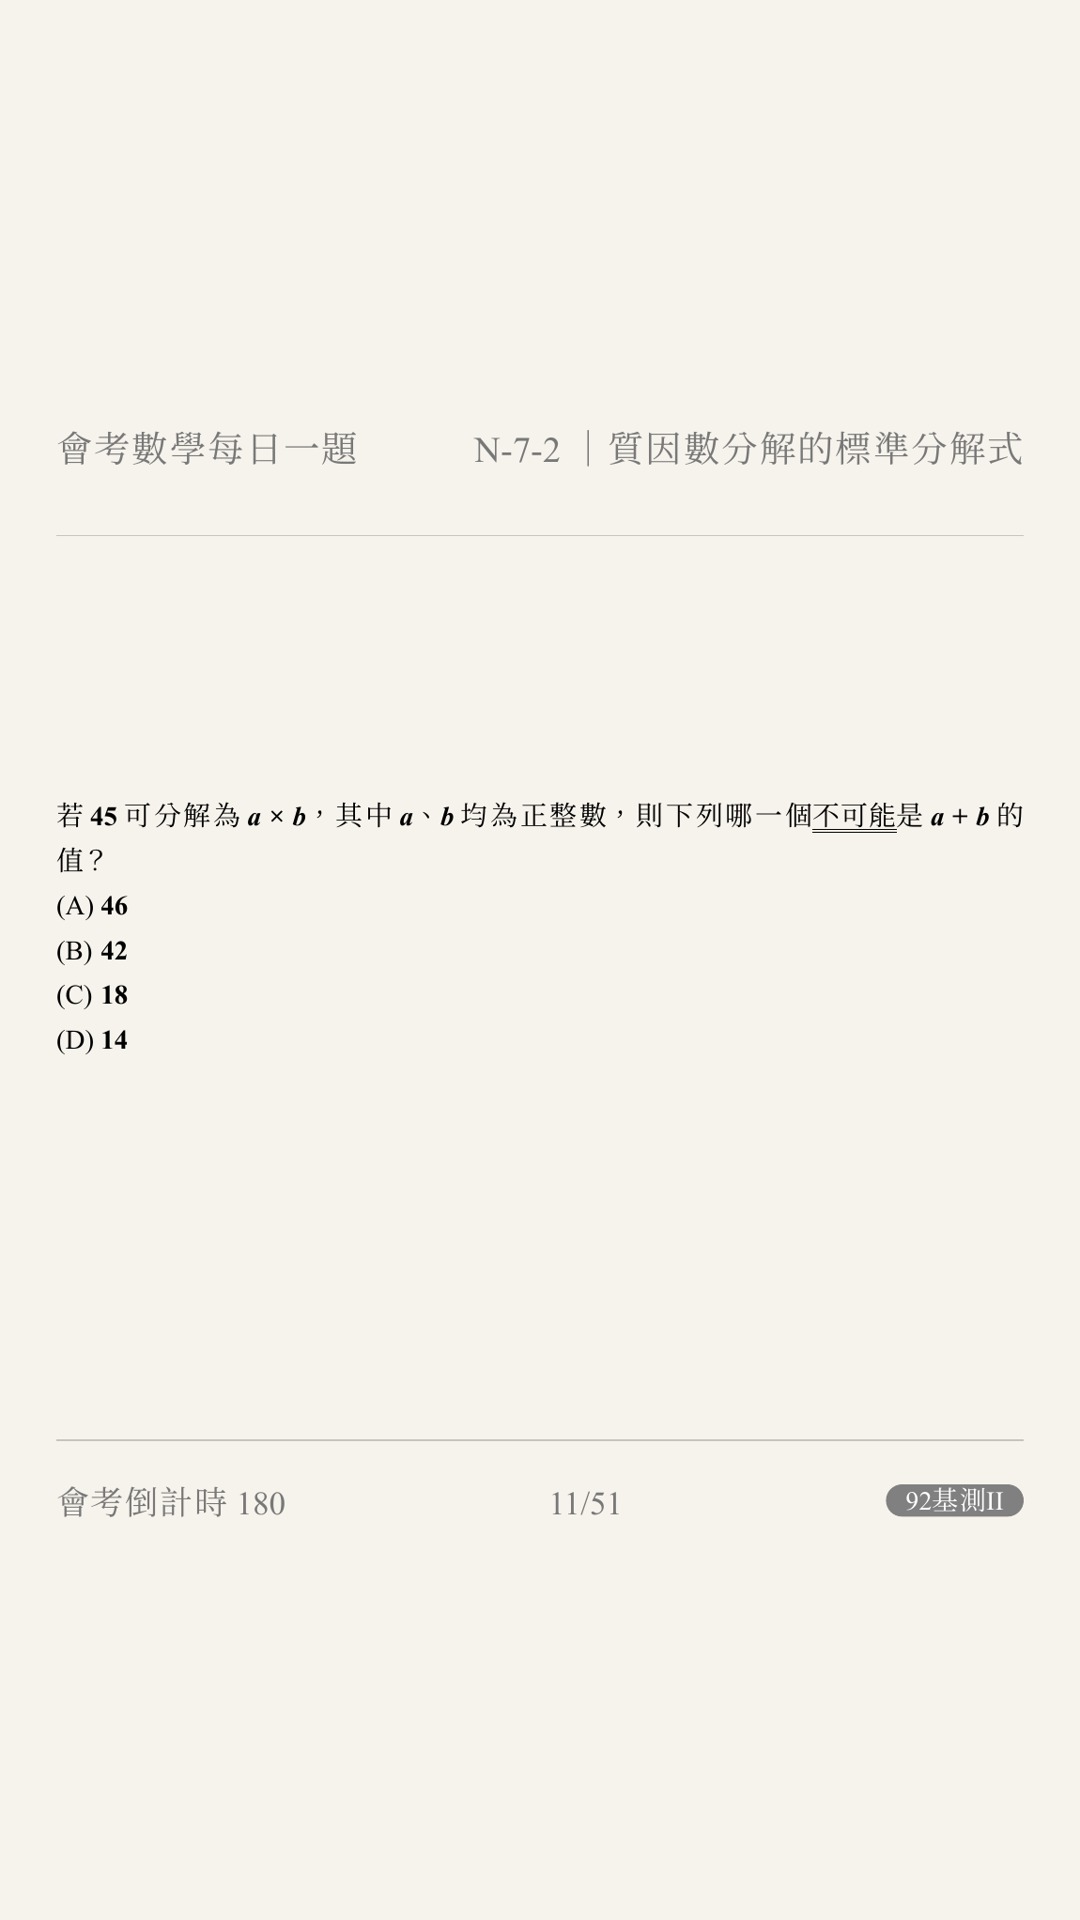 會考數學每日一題
N-7-2｜質因數分解的標準分解式
若 45 可分解為 a × b，其中 a、b 均為正整數，則下列哪一個不可能是 a + b 的
值？
(A) 46
(B) 42
(C) 18
(D) 14
會考倒計時 180
11/51
92基測II